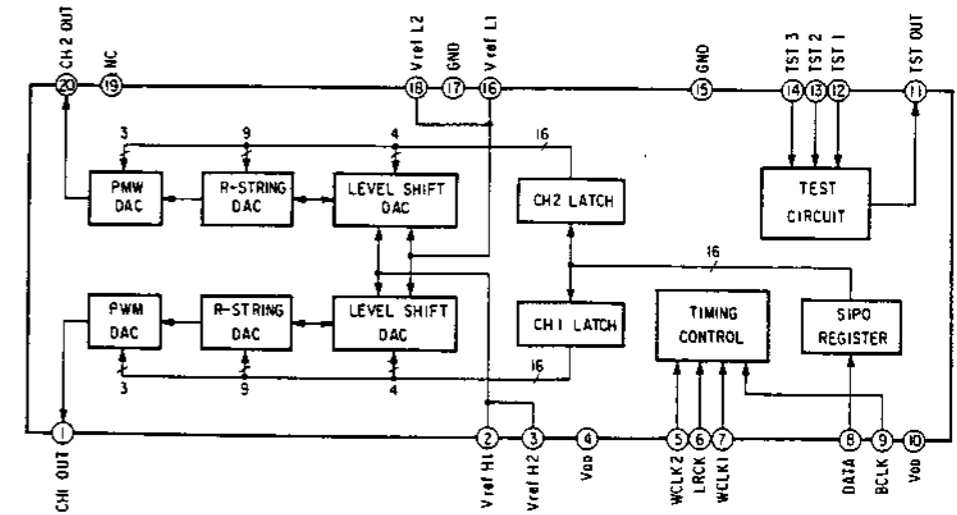 CH2 OUT
NC
Vref L2
GND
Vref L1
GND
TST 3
TST 2
TST 1
TST OUT
20
19
18
17
16
15
14
13
12
11
3
9
4
16
PMW
DAC
R-STRING
DAC
LEVEL SHIFT
DAC
CH2 LATCH
TEST
CIRCUIT
16
PWM
DAC
R-STRING
DAC
LEVEL SHIFT
DAC
CH1 LATCH
TIMING
CONTROL
SIPO
REGISTER
3
9
4
16
1
2
3
4
5
6
7
8
9
10
CH1 OUT
Vref H1
Vref H2
VDD
WCLK2
LRCK
WCLK1
DATA
BCLK
VDD